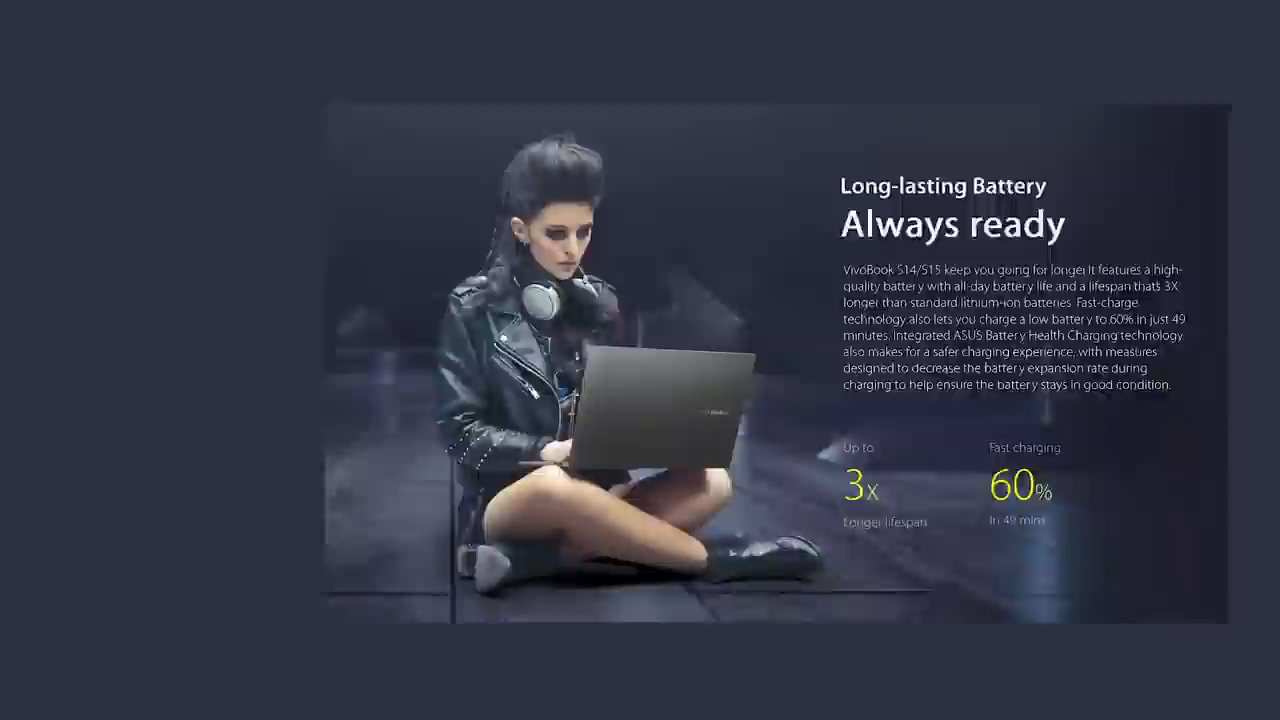 Long-lasting Battery
Always ready
VivoBook S14/S15 keep you going for longer. It features a high-
quality battery with all-day battery life and a lifespan that's 3X
longer than standard lithium-ion batteries. Fast-charge
technology also lets you charge a low battery to 60% in just 49
minutes. Integrated ASUS Battery Health Charging technology
also makes for a safer charging experience, with measures
designed to decrease the battery expansion rate during
charging to help ensure the battery stays in good condition.
Up to
3x
Longer lifespan
Fast charging
60%
in 49 mins